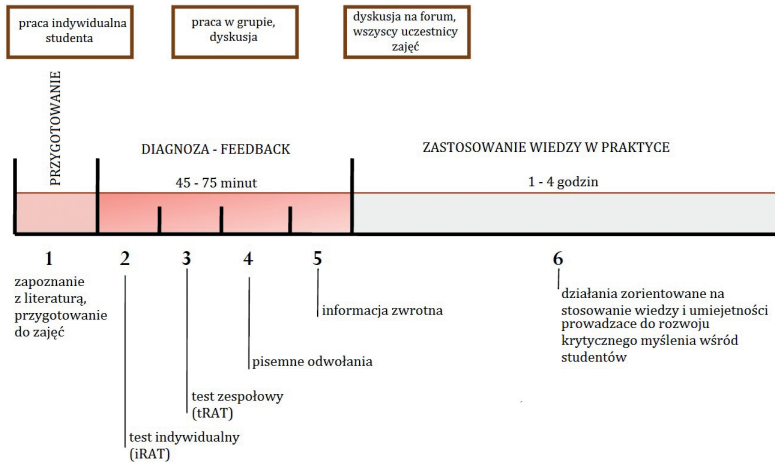 praca indywidualna
studenta
praca w grupie,
dyskusja
dyskusja na forum,
wszyscy uczestnicy
zajęć
PRZYGOTOWANIE
DIAGNOZA - FEEDBACK
ZASTOSOWANIE WIEDZY W PRAKTYCE
45 - 75 minut
1 - 4 godzin
1
2
3
4
5
6
zapoznanie
z literaturą,
przygotowanie
do zajęć
informacja zwrotna
działania zorientowane na
stosowanie wiedzy i umiejętności
prowadzace do rozwoju
krytycznego myślenia wśród
studentów
pisemne odwołania
test zespołowy
(tRAT)
test indywidualny
(iRAT)